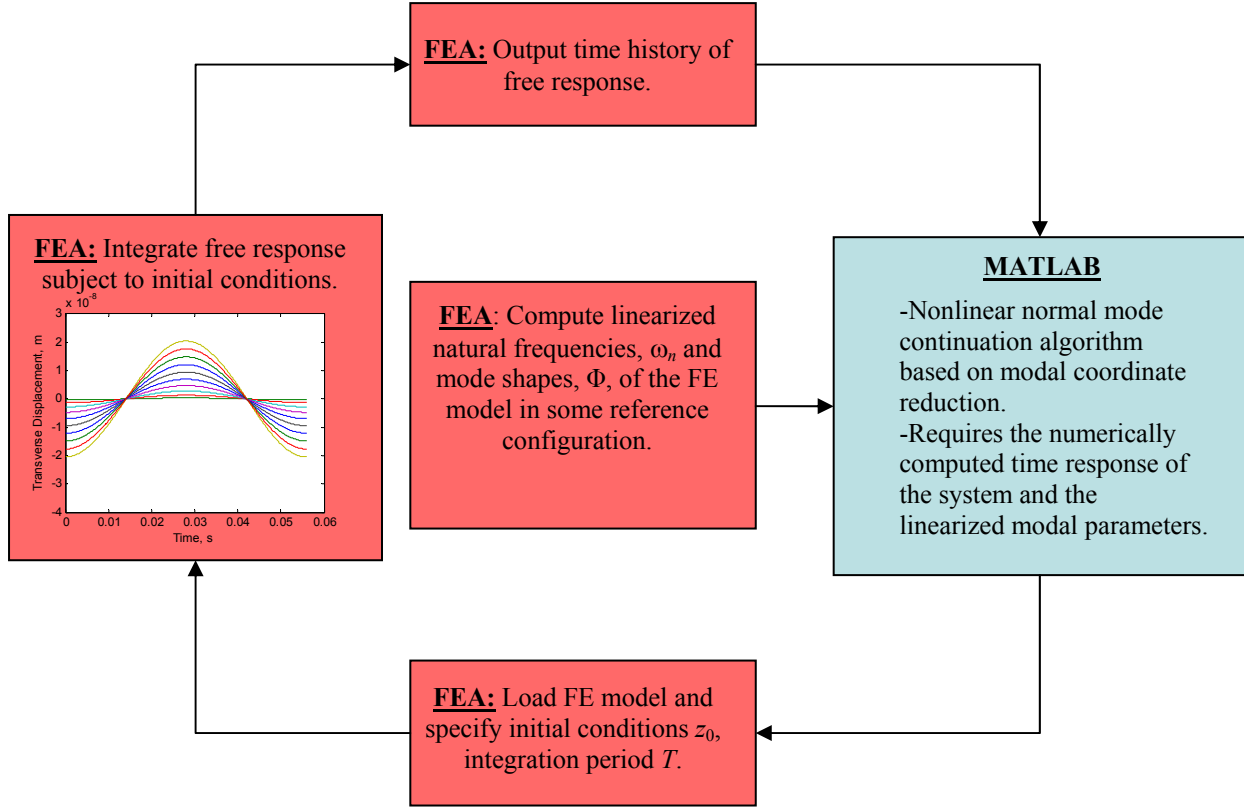 FEA: Output time history of
free response.
FEA: Integrate free response
subject to initial conditions.
x 10^-8
3
2
1
0
-1
-2
-3
-4
0 0.01 0.02 0.03 0.04 0.05 0.06
Transverse Displacement, m
Time, s
FEA: Compute linearized
natural frequencies, ωn and
mode shapes, Φ, of the FE
model in some reference
configuration.
MATLAB
-Nonlinear normal mode
continuation algorithm
based on modal coordinate
reduction.
-Requires the numerically
computed time response of
the system and the
linearized modal parameters.
FEA: Load FE model and
specify initial conditions z0,
integration period T.